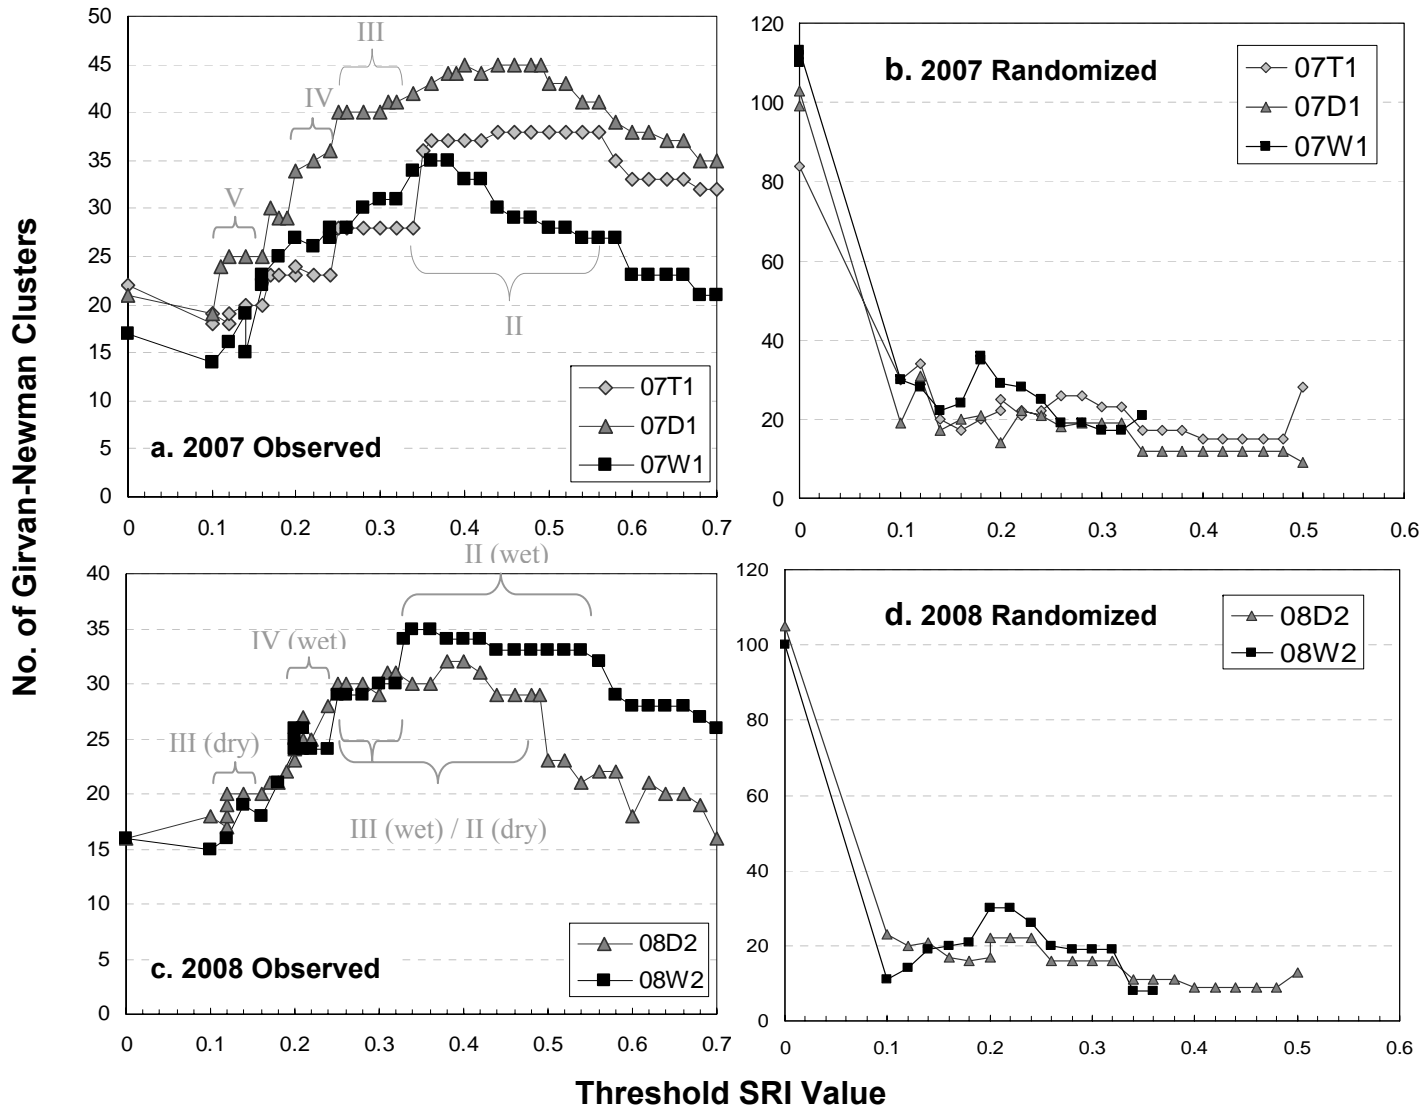 No. of Girvan-Newman Clusters
50
45
40
35
30
25
20
15
10
5
0
0 0.1 0.2 0.3 0.4 0.5 0.6 0.7
III
IV
V
II
07T1
07D1
07W1
a. 2007 Observed
120
100
80
60
40
20
0
0 0.1 0.2 0.3 0.4 0.5 0.6
b. 2007 Randomized
07T1
07D1
07W1
II (wet)
40
35
30
25
20
15
10
5
0
0 0.1 0.2 0.3 0.4 0.5 0.6 0.7
IV (wet)
III (dry)
III (wet) / II (dry)
08D2
08W2
c. 2008 Observed
120
100
80
60
40
20
0
0 0.1 0.2 0.3 0.4 0.5 0.6
d. 2008 Randomized
08D2
08W2
Threshold SRI Value